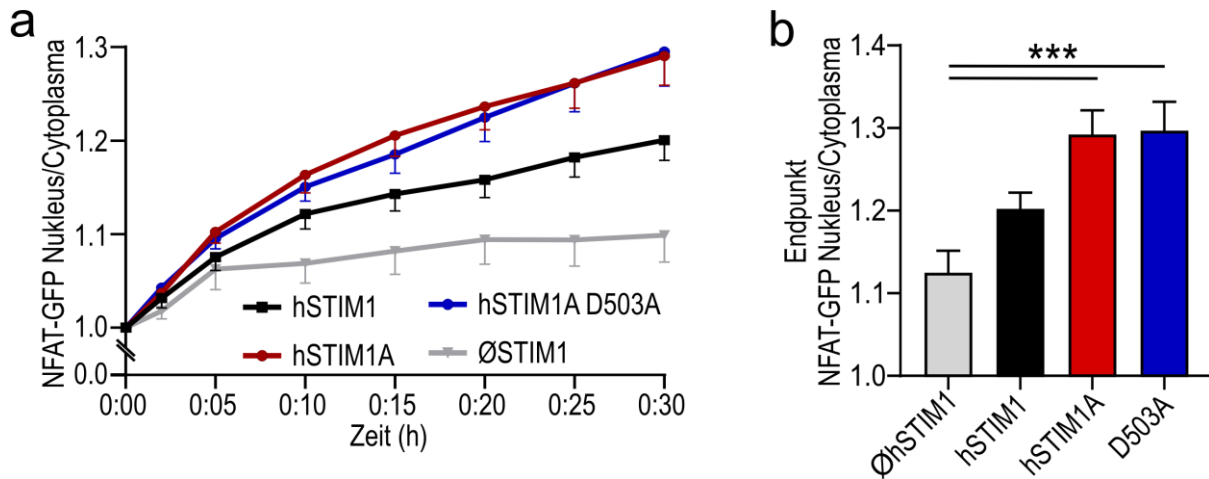 a
NFAT-GFP Nukleus/Cytoplasma
1.3
1.2
1.1
1.0
0.0
hSTIM1
hSTIM1A D503A
hSTIM1A
ØSTIM1
0:00 0:05 0:10 0:15 0:20 0:25 0:30
Zeit (h)
b
Endpunkt
NFAT-GFP Nukleus/Cytoplasma
1.4
1.3
1.2
1.1
1.0
***
ØhSTIM1
hSTIM1
hSTIM1A
D503A